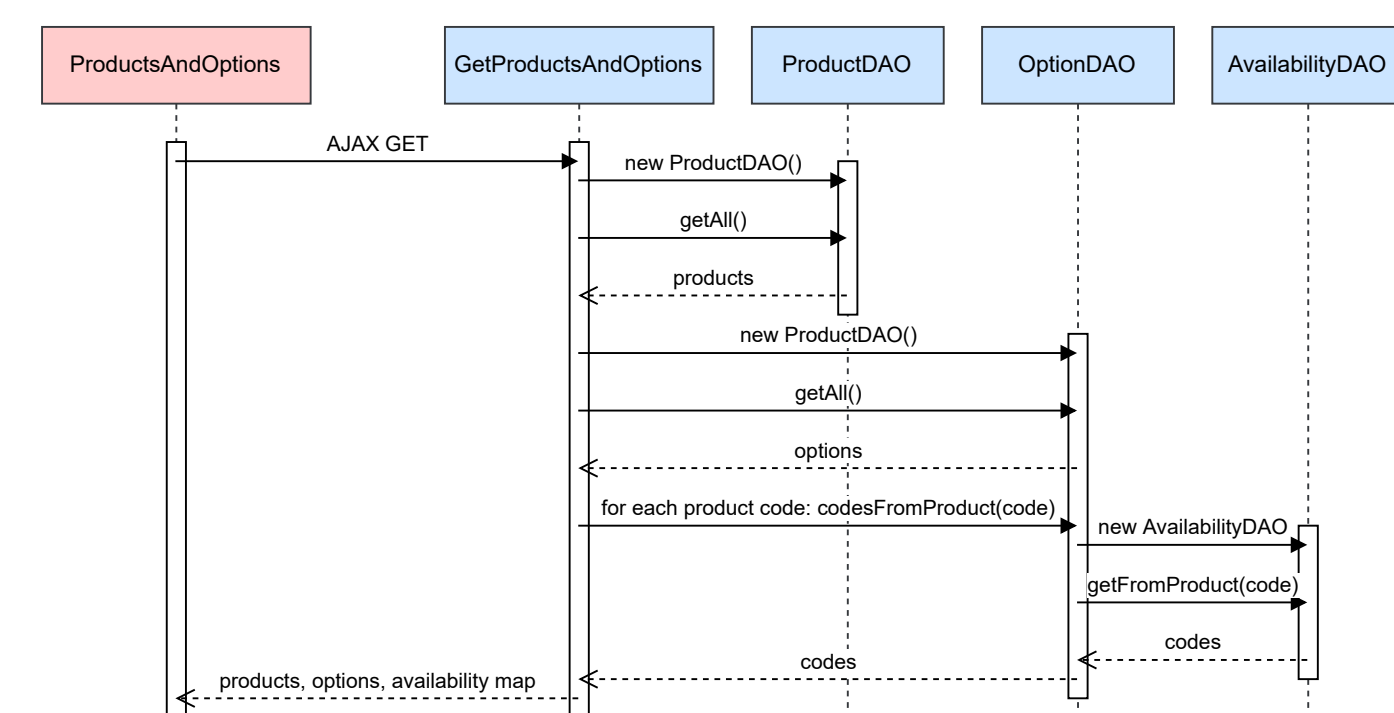 ProductsAndOptions
GetProductsAndOptions
ProductDAO
OptionDAO
AvailabilityDAO
AJAX GET
new ProductDAO()
getAll()
products
new ProductDAO()
getAll()
options
for each product code: codesFromProduct(code)
new AvailabilityDAO
getFromProduct(code)
codes
codes
products, options, availability map